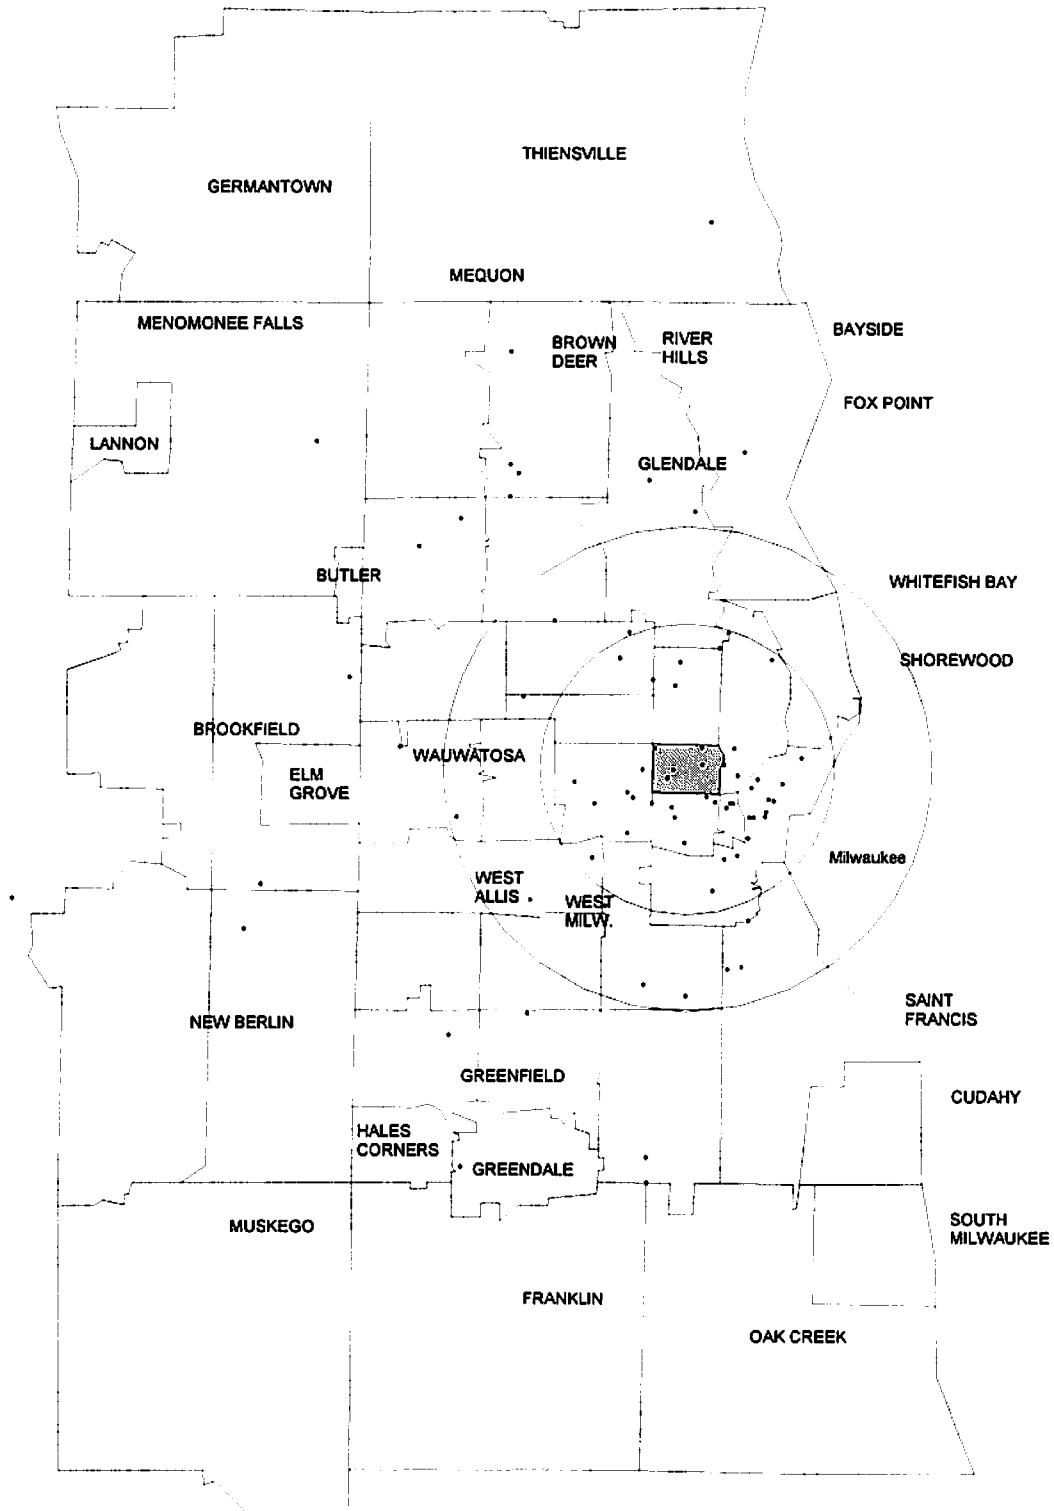 THIENSVILLE
GERMANTOWN
MEQUON
MENOMONEE FALLS
BAYSIDE
BROWN
DEER
RIVER
HILLS
FOX POINT
LANNON
GLENDALE
BUTLER
WHITEFISH BAY
SHOREWOOD
BROOKFIELD
WAUWATOSA
ELM
GROVE
Milwaukee
WEST
ALLIS
WEST
MILW.
SAINT
FRANCIS
NEW BERLIN
GREENFIELD
CUDAHY
HALES
CORNERS
GREENDALE
MUSKEGO
SOUTH
MILWAUKEE
FRANKLIN
OAK CREEK